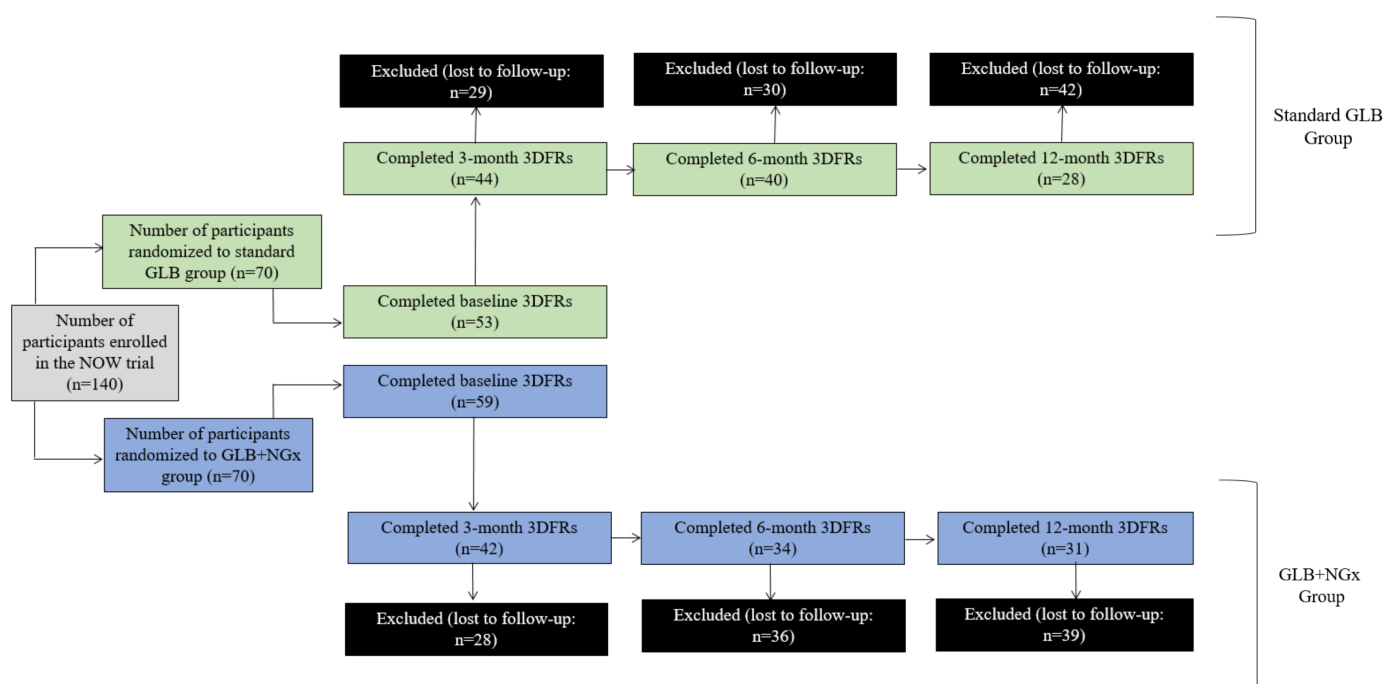 Excluded (lost to follow-up:
n=29)
Excluded (lost to follow-up:
n=30)
Excluded (lost to follow-up:
n=42)
Standard GLB
Group
Completed 3-month 3DFRs
(n=44)
Completed 6-month 3DFRs
(n=40)
Completed 12-month 3DFRs
(n=28)
Number of participants
randomized to standard
GLB group (n=70)
Completed baseline 3DFRs
(n=53)
Number of
participants enrolled
in the NOW trial
(n=140)
Completed baseline 3DFRs
(n=59)
Number of participants
randomized to GLB+NGx
group (n=70)
Completed 3-month 3DFRs
(n=42)
Completed 6-month 3DFRs
(n=34)
Completed 12-month 3DFRs
(n=31)
GLB+NGx
Group
Excluded (lost to follow-up:
n=28)
Excluded (lost to follow-up:
n=36)
Excluded (lost to follow-up:
n=39)